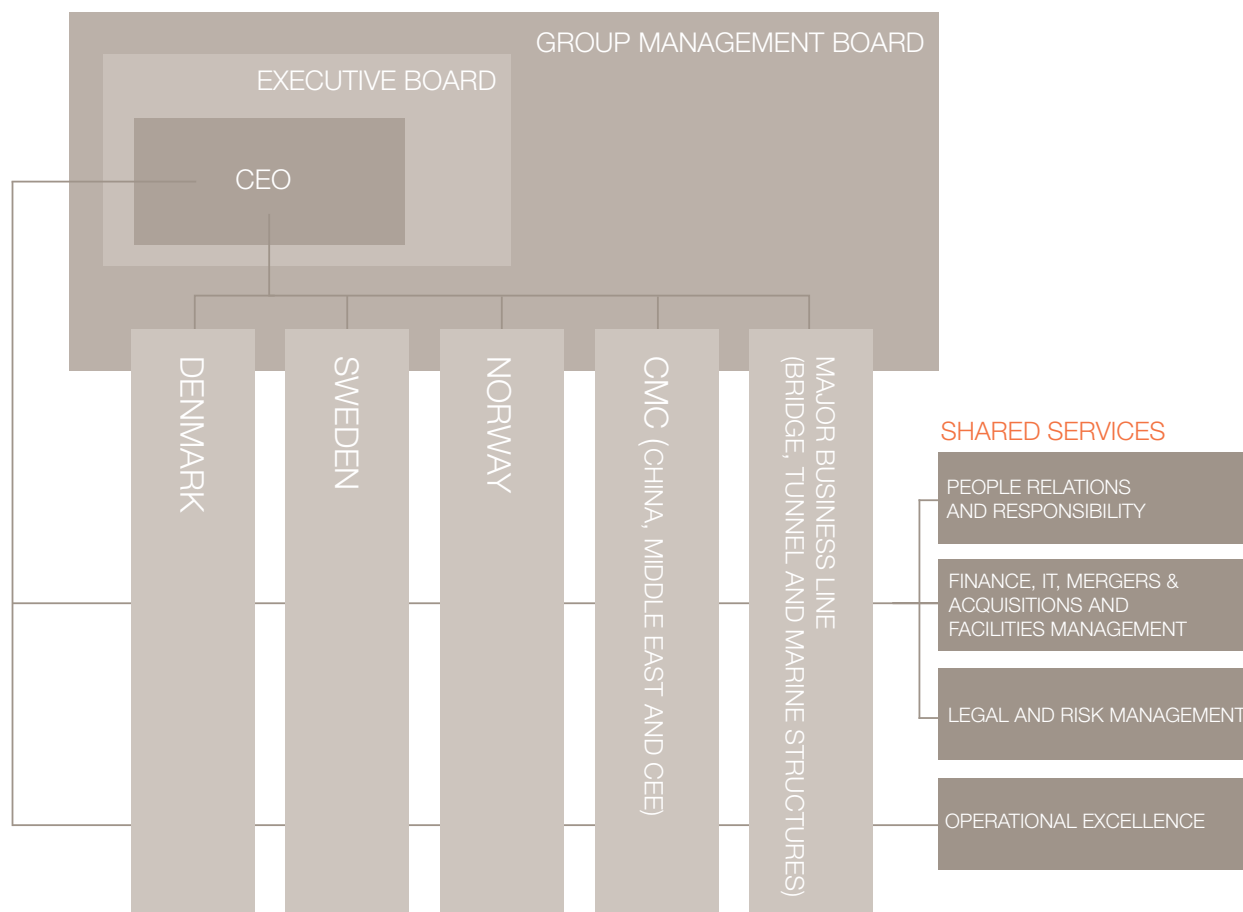 GROUP MANAGEMENT BOARD
EXECUTIVE BOARD
CEO
DENMARK
SWEDEN
NORWAY
CMC (CHINA, MIDDLE EAST AND CEE)
MAJOR BUSINESS LINE
(BRIDGE, TUNNEL AND MARINE STRUCTURES)
SHARED SERVICES
PEOPLE RELATIONS
AND RESPONSIBILITY
FINANCE, IT, MERGERS &
ACQUISITIONS AND
FACILITIES MANAGEMENT
LEGAL AND RISK MANAGEMENT
OPERATIONAL EXCELLENCE